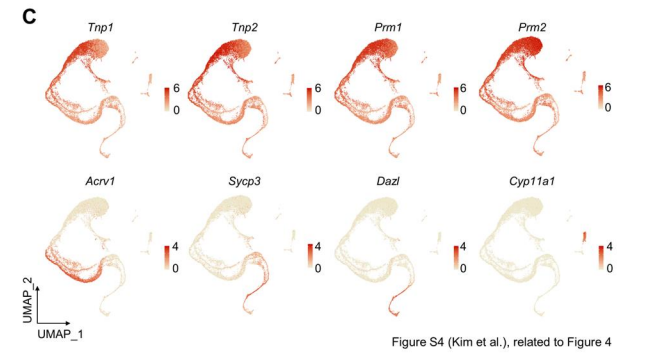 C
Tnp1 Tnp2 Prm1 Prm2
6 6 6 6
0 0 0 0
Acrv1 Sycp3 Dazl Cyp11a1
4 4 4 4
0 0 0 0
UMAP_2
UMAP_1
Figure S4 (Kim et al.), related to Figure 4